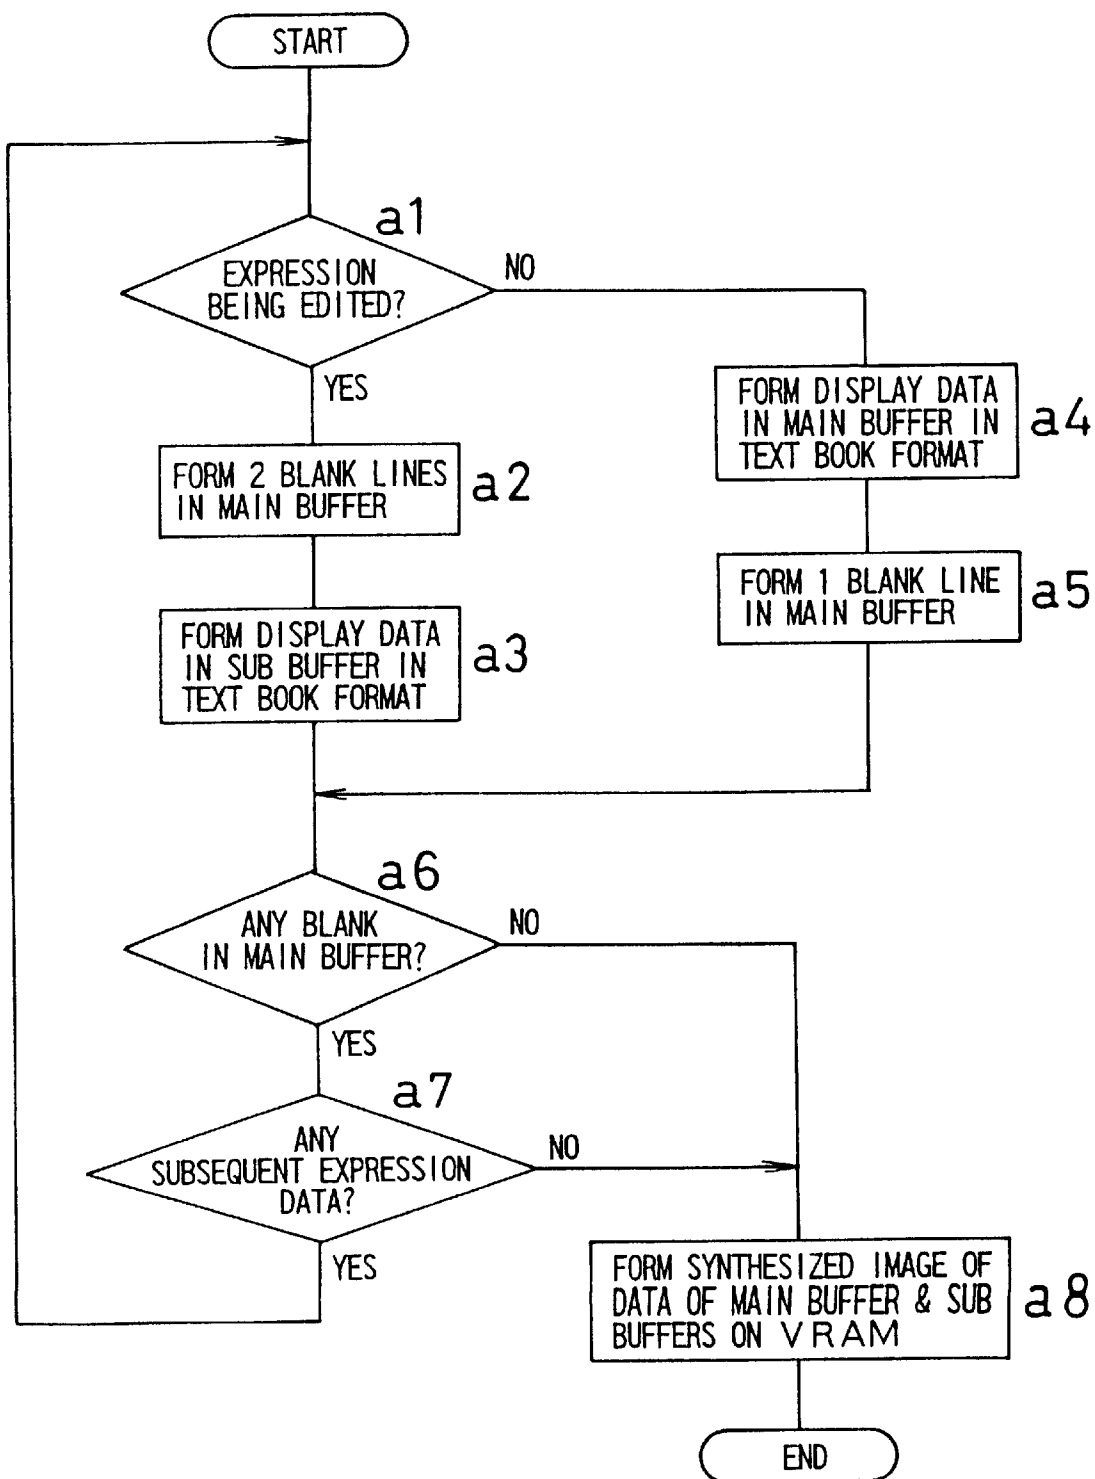 START
a1
EXPRESSION
BEING EDITED?
NO
YES
FORM 2 BLANK LINES
IN MAIN BUFFER
a2
FORM DISPLAY DATA
IN MAIN BUFFER IN
TEXT BOOK FORMAT
a4
FORM DISPLAY DATA
IN SUB BUFFER IN
TEXT BOOK FORMAT
a3
FORM 1 BLANK LINE
IN MAIN BUFFER
a5
a6
ANY BLANK
IN MAIN BUFFER?
NO
YES
a7
ANY
SUBSEQUENT EXPRESSION
DATA?
NO
YES
FORM SYNTHESIZED IMAGE OF
DATA OF MAIN BUFFER & SUB
BUFFERS ON VRAM
a8
END